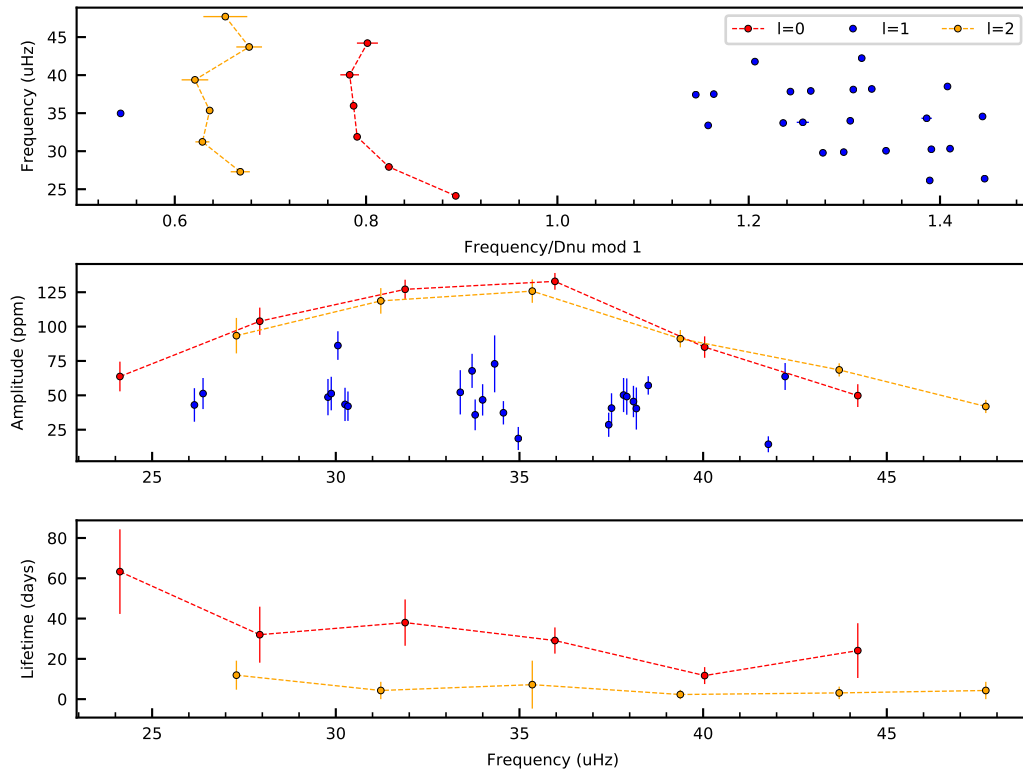 45
40
35
30
25
Frequency (uHz)
l=0 l=1 l=2
0.6 0.8 1.0 1.2 1.4
Frequency/Dnu mod 1
125
100
75
50
25
Amplitude (ppm)
25 30 35 40 45
80
60
40
20
0
Lifetime (days)
25 30 35 40 45
Frequency (uHz)